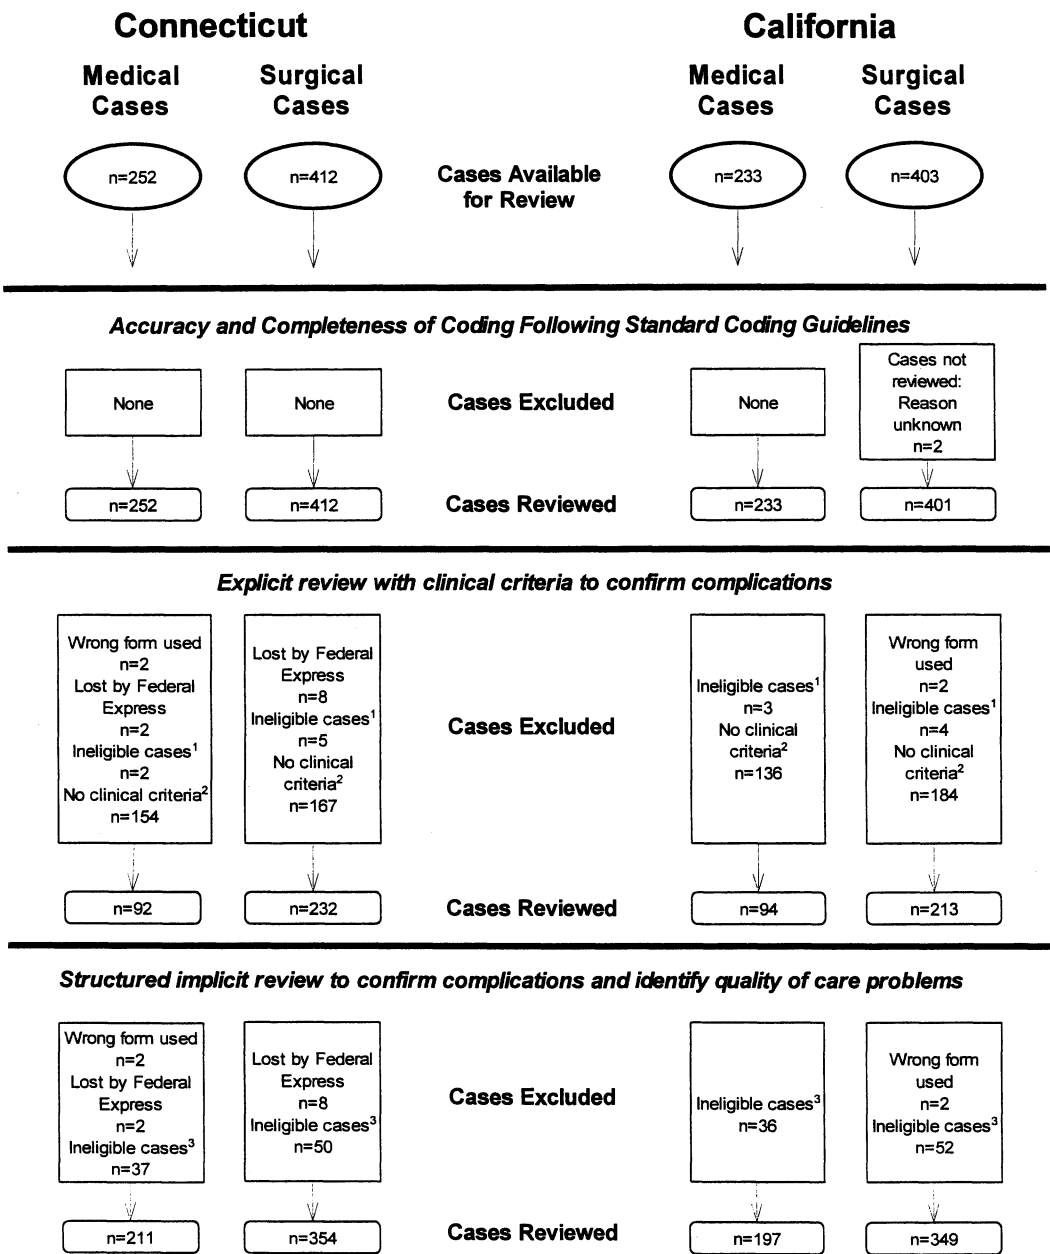 Connecticut
California
Medical
Cases
Surgical
Cases
Medical
Cases
Surgical
Cases
n=252
n=412
Cases Available
for Review
n=233
n=403
Accuracy and Completeness of Coding Following Standard Coding Guidelines
None
None
Cases Excluded
None
Cases not
reviewed:
Reason
unknown
n=2
n=252
n=412
Cases Reviewed
n=233
n=401
Explicit review with clinical criteria to confirm complications
Wrong form used
n=2
Lost by Federal
Express
n=2
Ineligible cases¹
n=2
No clinical criteria²
n=154
Lost by Federal
Express
n=8
Ineligible cases¹
n=5
No clinical
criteria²
n=167
Cases Excluded
Ineligible cases¹
n=3
No clinical
criteria²
n=136
Wrong form
used
n=2
Ineligible cases¹
n=4
No clinical
criteria²
n=184
n=92
n=232
Cases Reviewed
n=94
n=213
Structured implicit review to confirm complications and identify quality of care problems
Wrong form used
n=2
Lost by Federal
Express
n=2
Ineligible cases³
n=37
Lost by Federal
Express
n=8
Ineligible cases³
n=50
Cases Excluded
Ineligible cases³
n=36
Wrong form
used
n=2
Ineligible cases³
n=52
n=211
n=354
Cases Reviewed
n=197
n=349